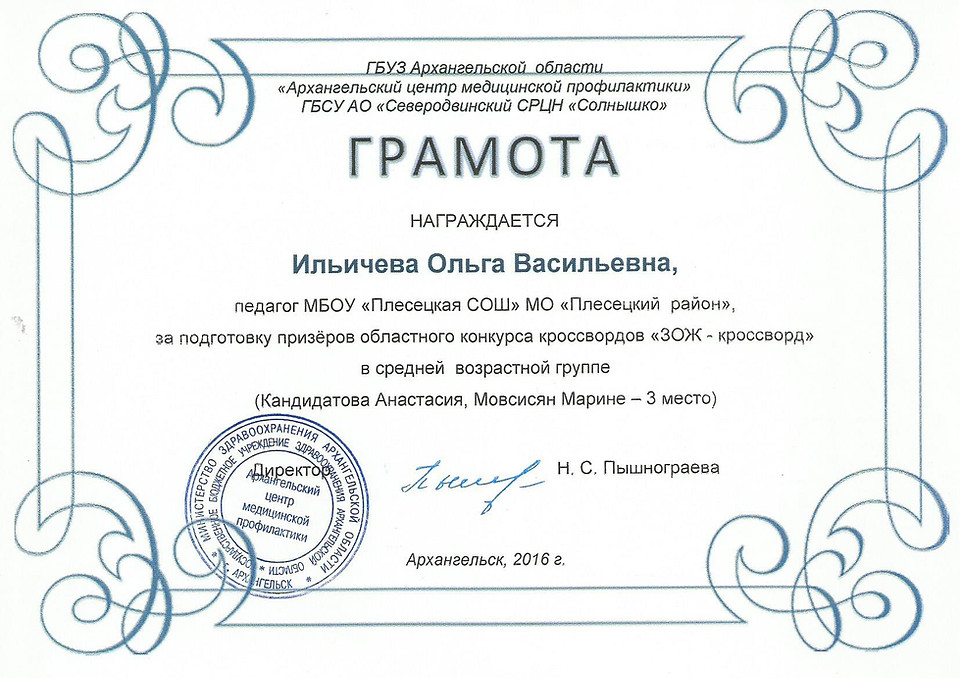 ГБУЗ Архангельской области
«Архангельский центр медицинской профилактики»
ГБСУ АО «Северодвинский СРЦН «Солнышко»
ГРАМОТА
НАГРАЖДАЕТСЯ
Ильичева Ольга Васильевна,
педагог МБОУ «Плесецкая СОШ» МО «Плесецкий район»,
за подготовку призёров областного конкурса кроссвордов «ЗОЖ - кроссворд»
в средней возрастной группе
(Кандидатова Анастасия, Мовсисян Марине – 3 место)
Директор
Н. С. Пышнограева
МИНИСТЕРСТВО ЗДРАВООХРАНЕНИЯ АРХАНГЕЛЬСКОЙ ОБЛАСТИ
* г. АРХАНГЕЛЬСК *
ГОСУДАРСТВЕННОЕ БЮДЖЕТНОЕ УЧРЕЖДЕНИЕ ЗДРАВООХРАНЕНИЯ АРХАНГЕЛЬСКОЙ ОБЛАСТИ *
Архангельский
центр
медицинской
профилактики
Архангельск, 2016 г.